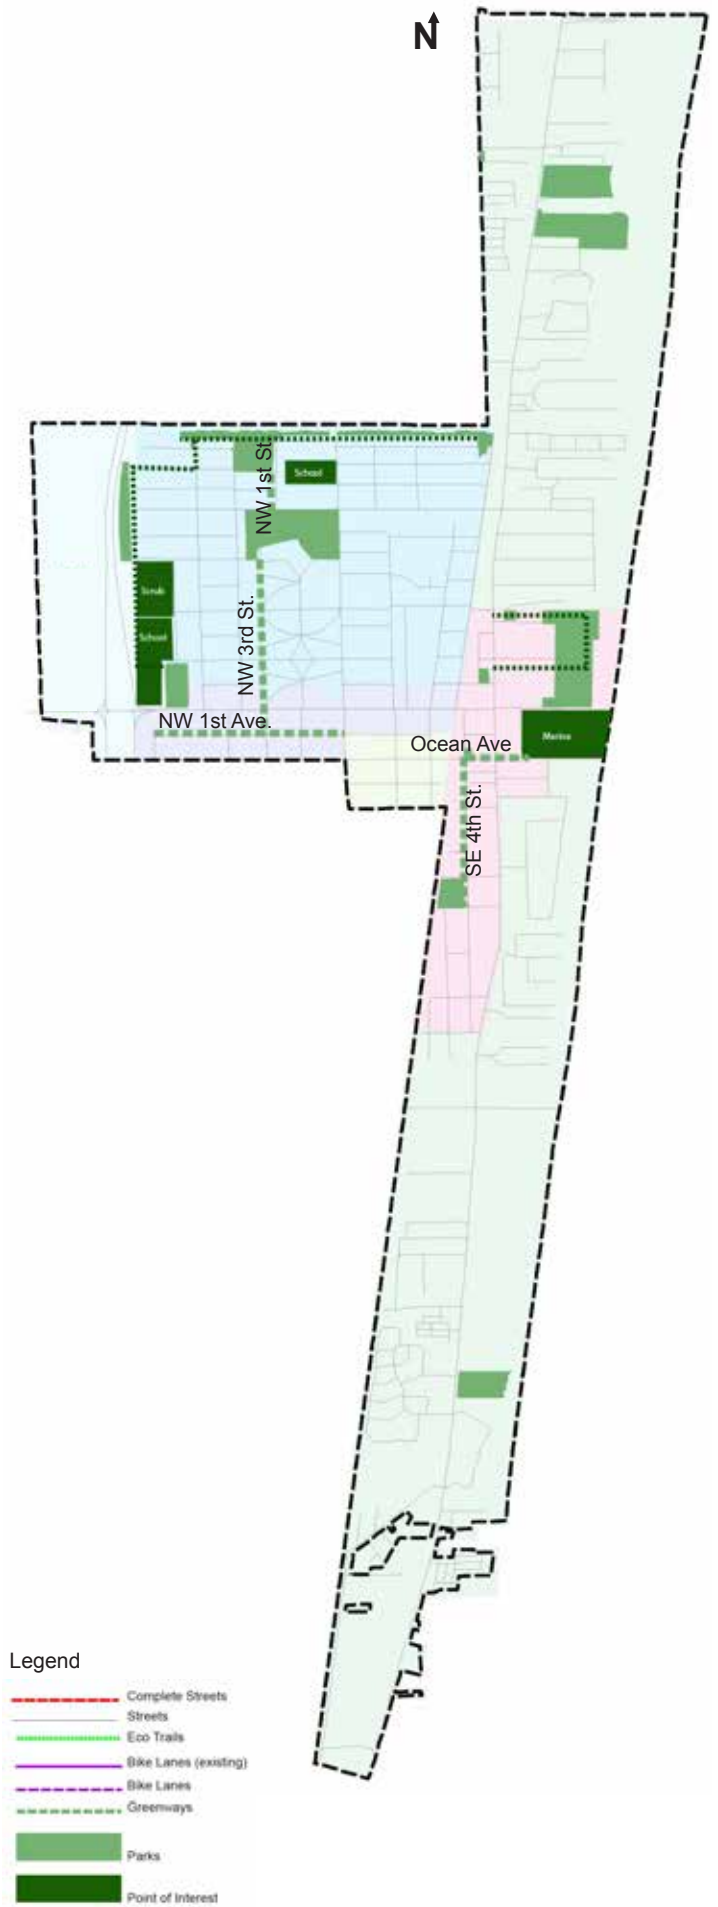 N
NW 1st St.
School
Scrub
School
NW 3rd St.
NW 1st Ave.
Ocean Ave
Marina
SE 4th St.
Legend
Complete Streets
Streets
Eco Trails
Bike Lanes (existing)
Bike Lanes
Greenways
Parks
Point of Interest